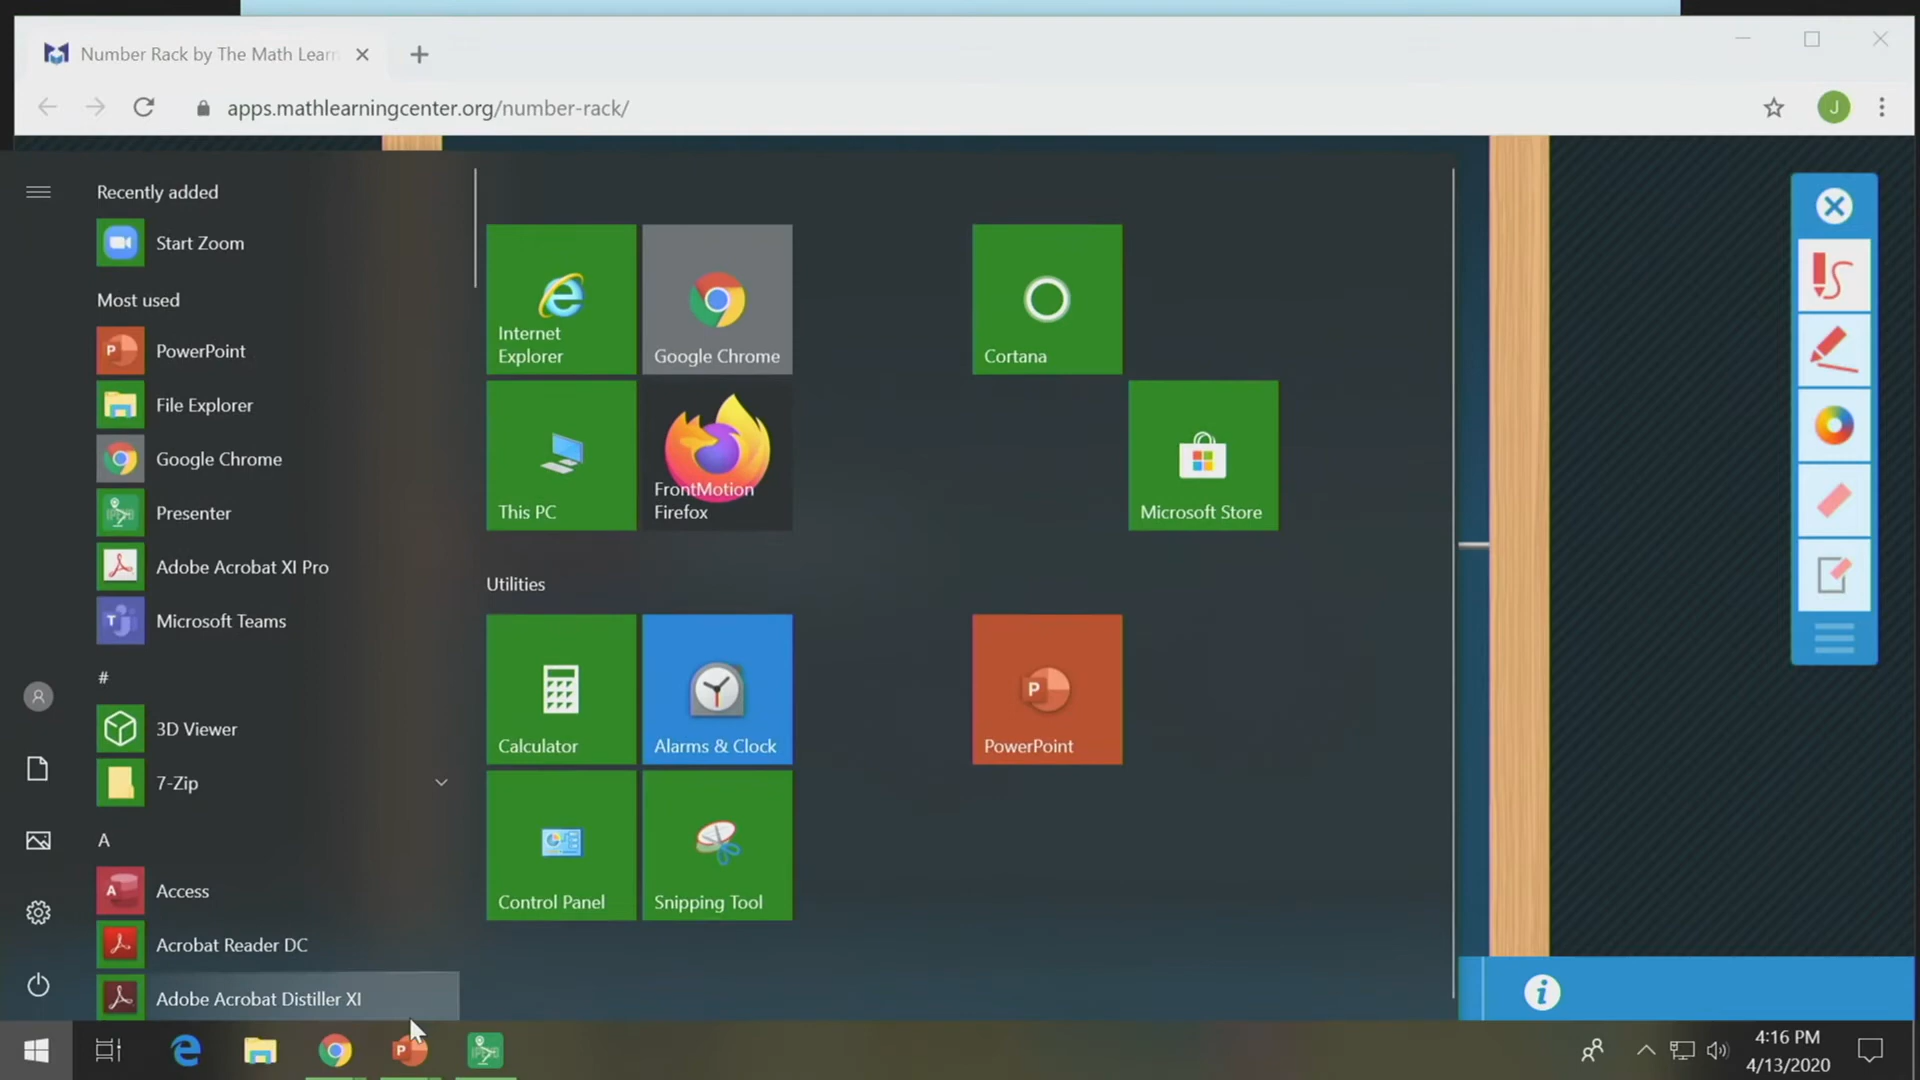 Number Rack by The Math Lear
apps.mathlearningcenter.org/number-rack/
J
Recently added
Start Zoom
Most used
PowerPoint
File Explorer
Google Chrome
Presenter
Adobe Acrobat XI Pro
Microsoft Teams
#
3D Viewer
7-Zip
A
Access
Acrobat Reader DC
Adobe Acrobat Distiller XI
Internet
Explorer
Google Chrome
Cortana
This PC
FrontMotion
Firefox
Microsoft Store
Utilities
Calculator
Alarms & Clock
PowerPoint
Control Panel
Snipping Tool
4:16 PM
4/13/2020